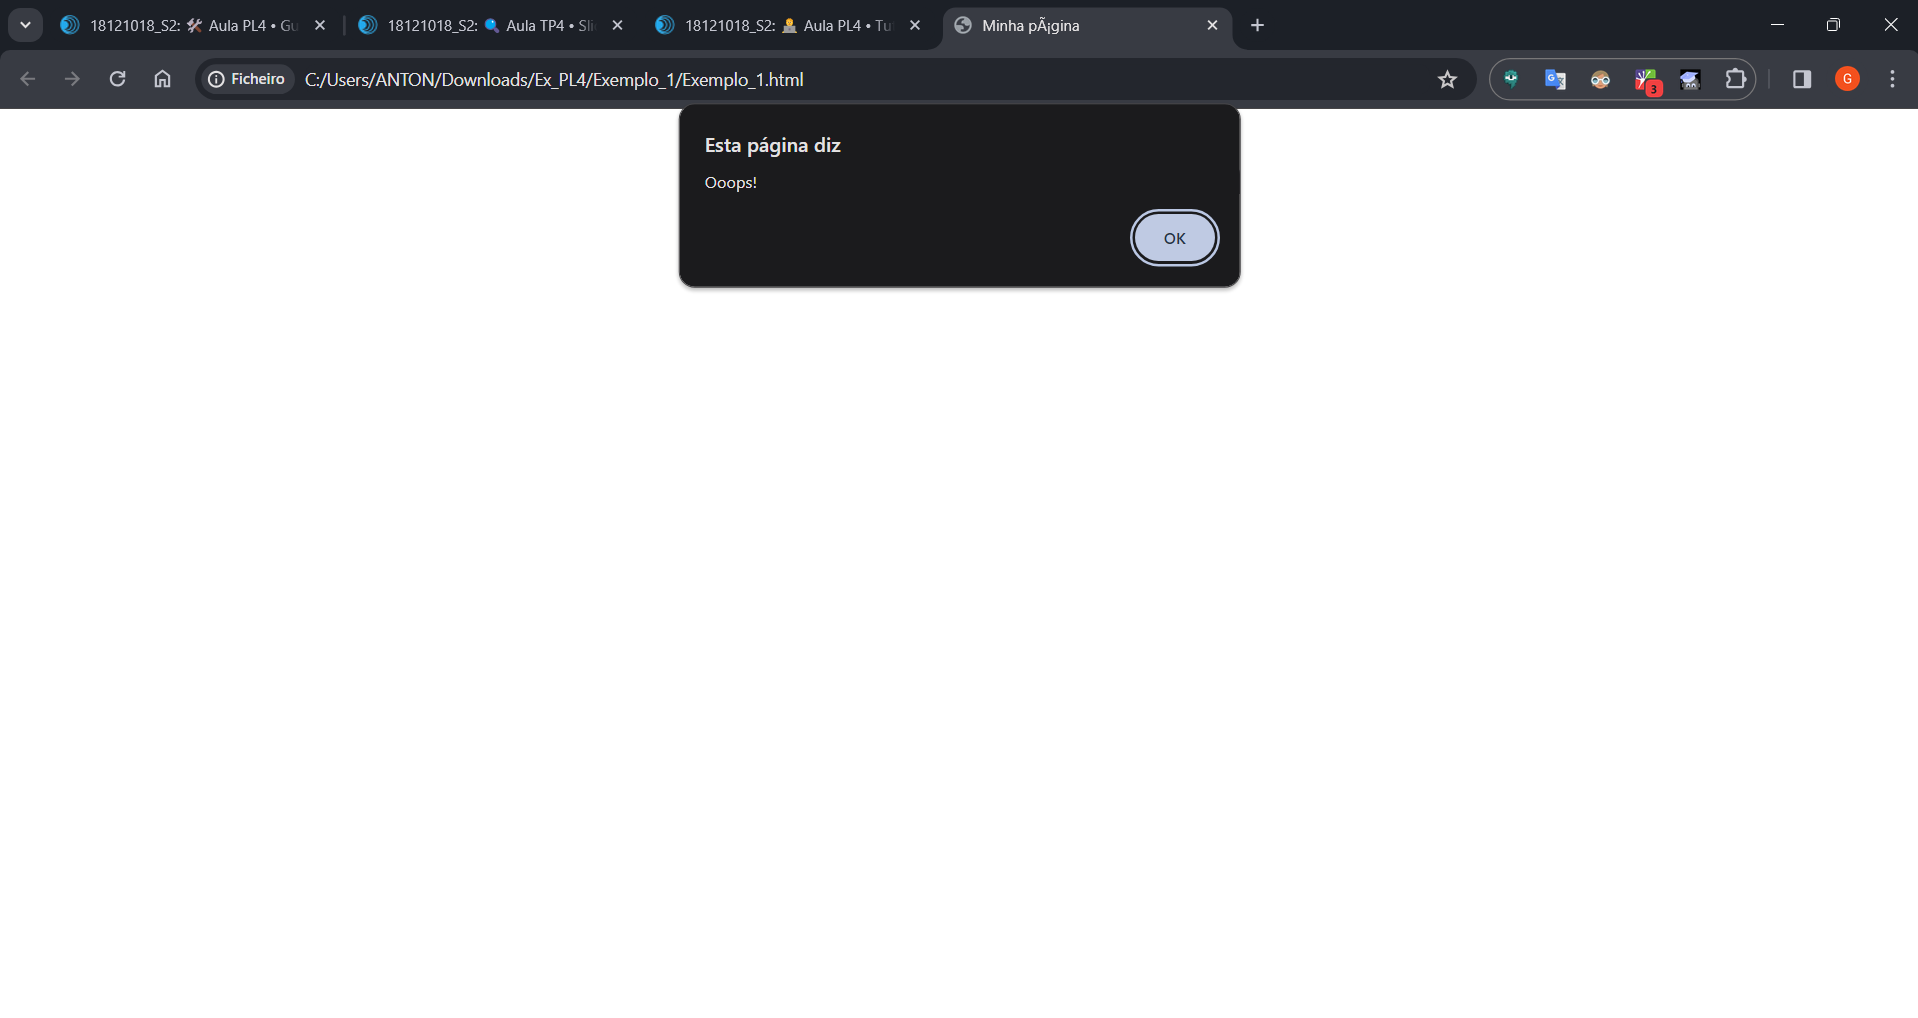 18121018_S2: 🛠 Aula PL4 • Gu
18121018_S2: 🔍 Aula TP4 • Sli
18121018_S2: 👩‍💻 Aula PL4 • Tu
Minha pÃ¡gina
Ficheiro
C:/Users/ANTON/Downloads/Ex_PL4/Exemplo_1/Exemplo_1.html
3
G
Esta página diz
Ooops!
OK